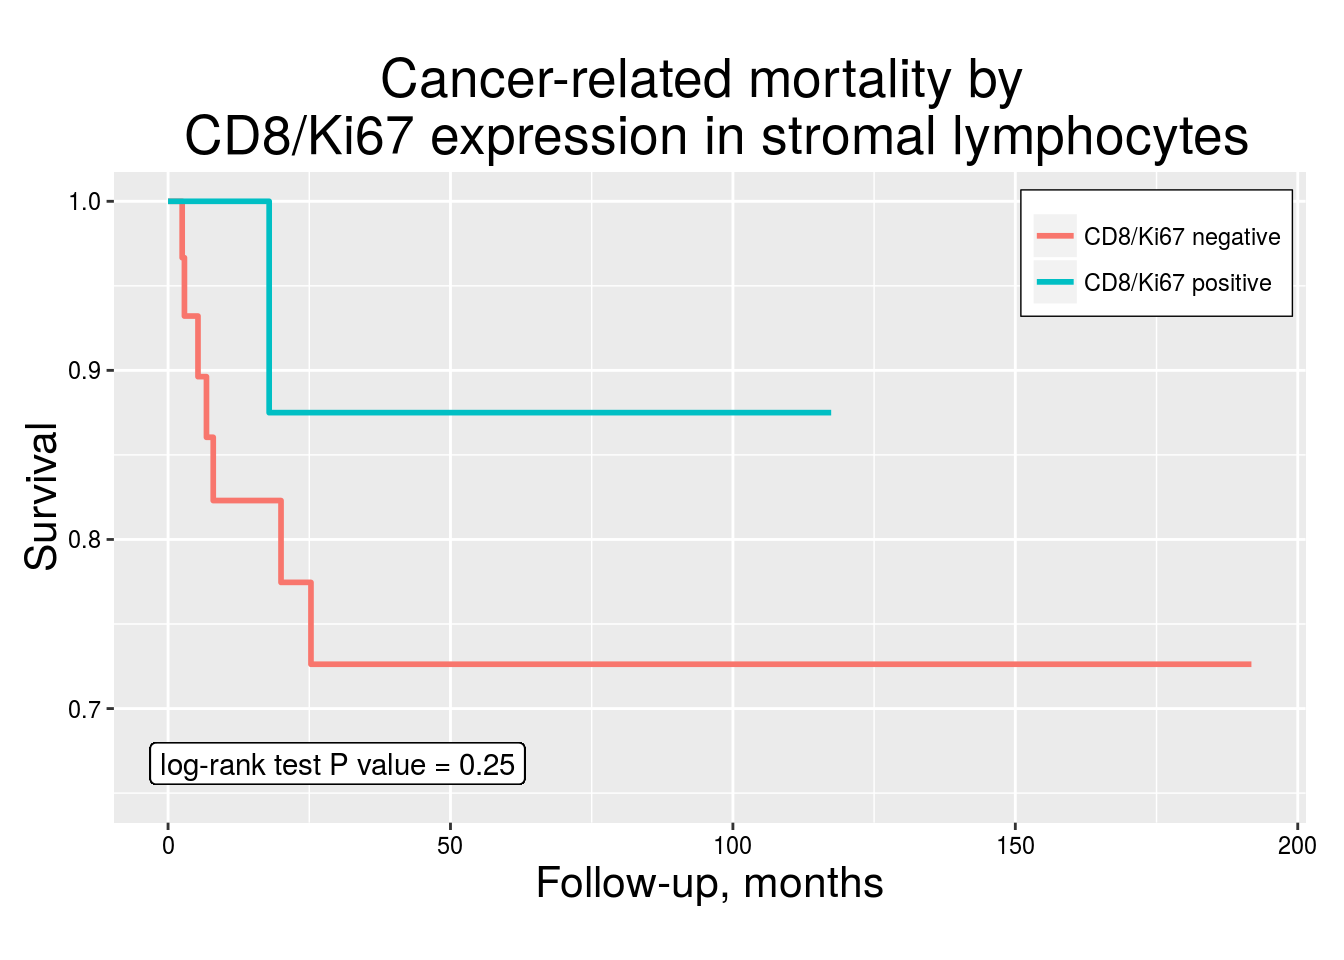 Cancer-related mortality by
CD8/Ki67 expression in stromal lymphocytes
1.0
0.9
0.8
0.7
Survival
CD8/Ki67 negative
CD8/Ki67 positive
log-rank test P value = 0.25
0 50 100 150 200
Follow-up, months